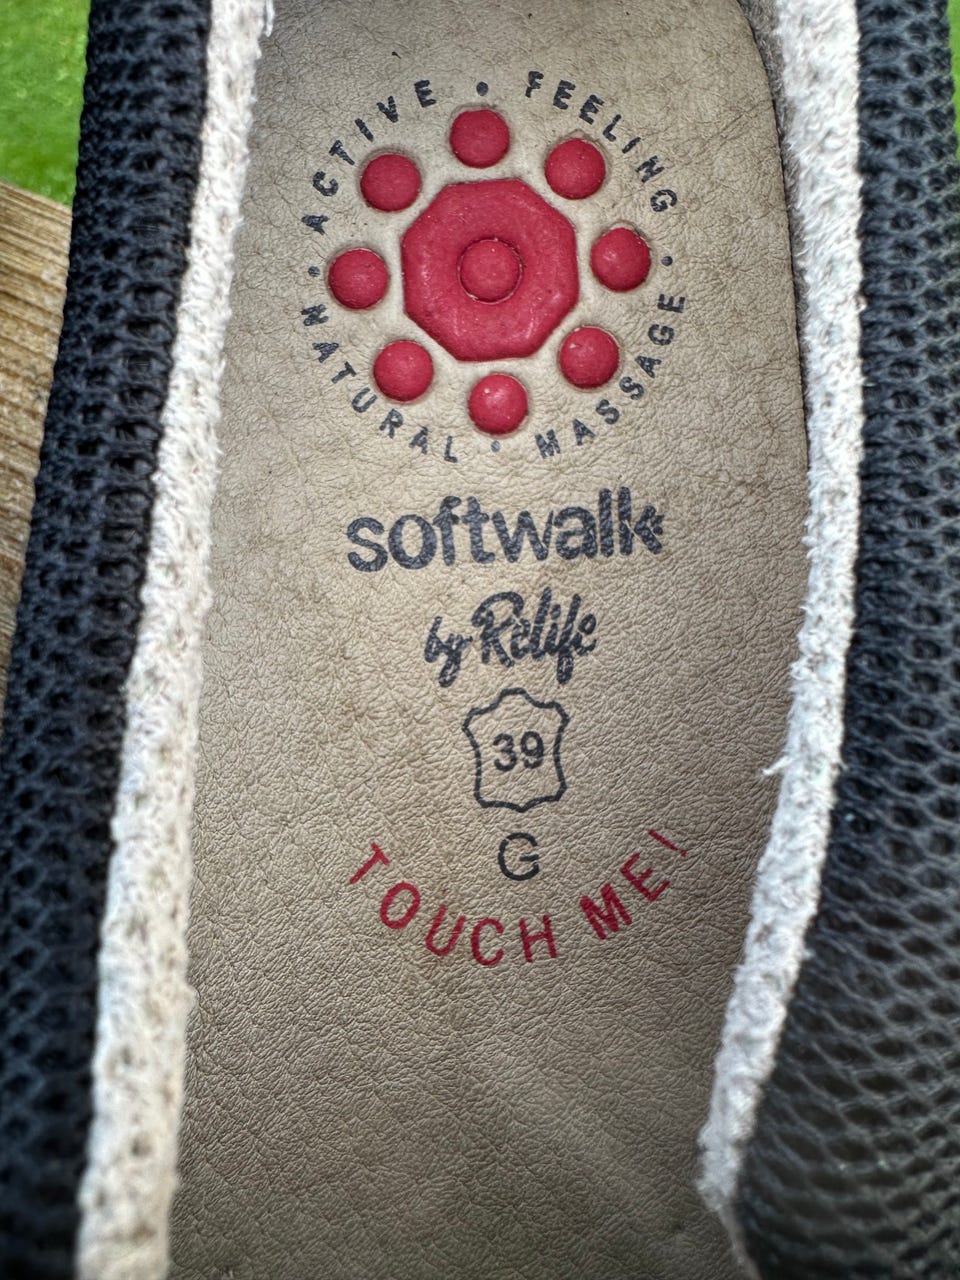 ACTIVE • FEELING • MASSAGE • NATURAL •
softwalk
by Relife
39
G
TOUCH ME!